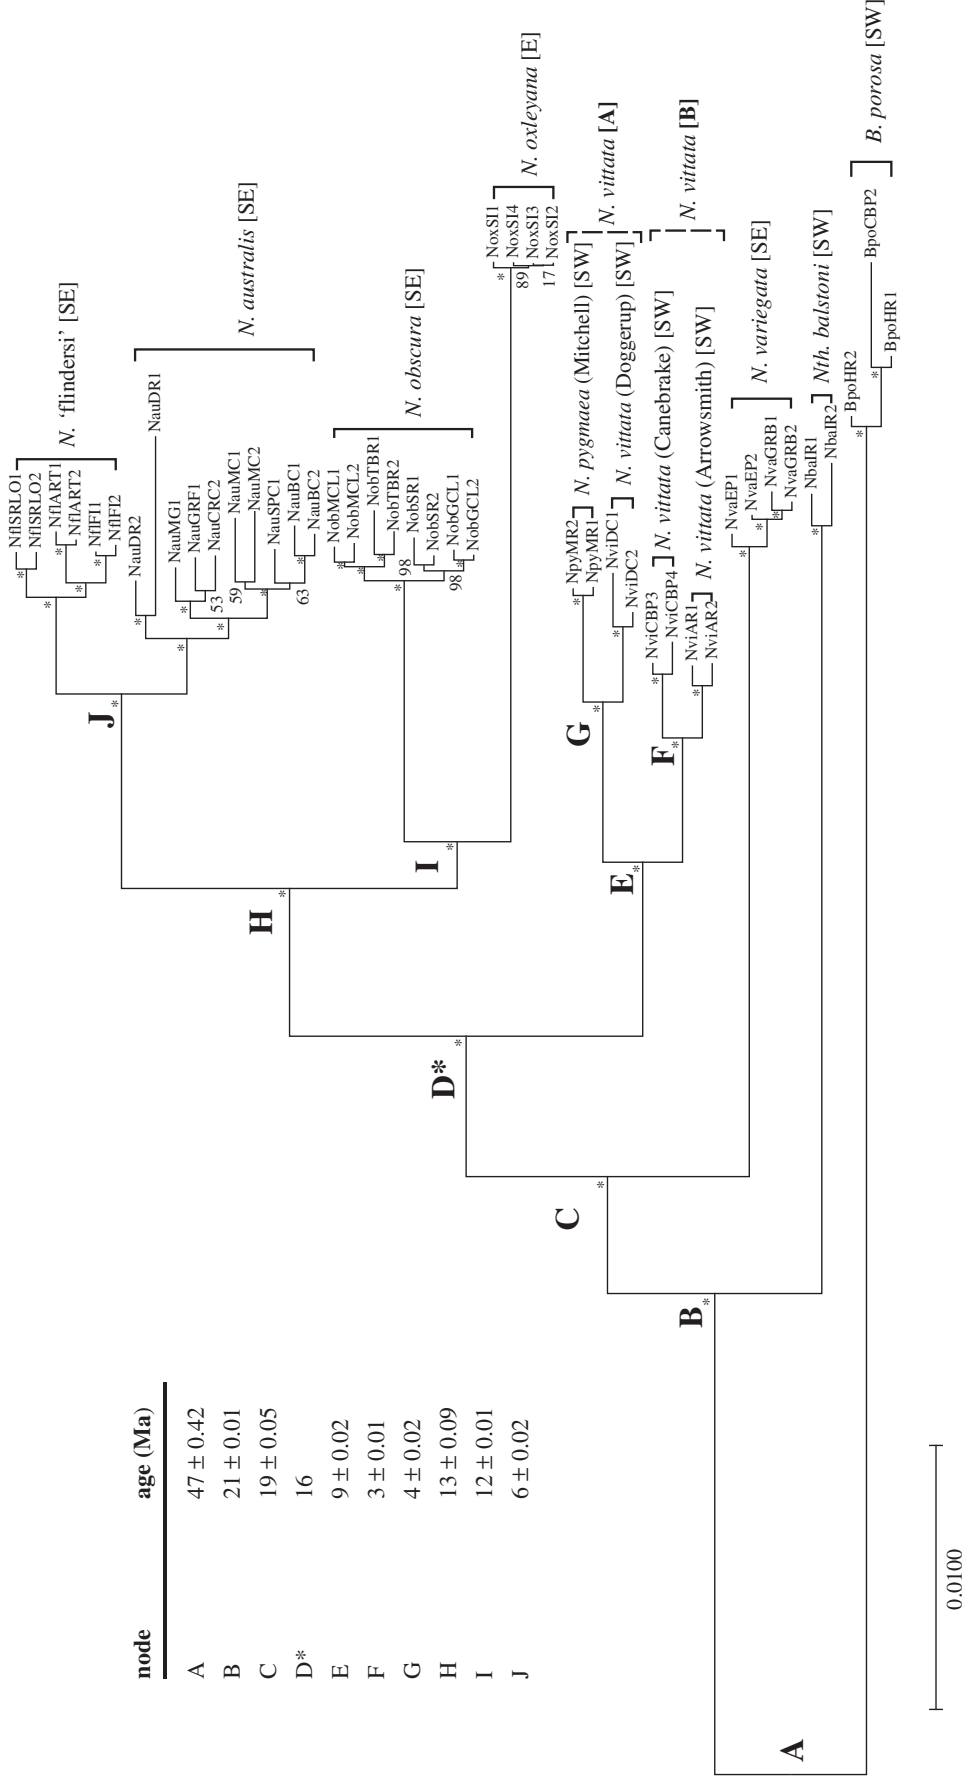 node age (Ma)
A 47 ± 0.42
B 21 ± 0.01
C 19 ± 0.05
D* 16
E 9 ± 0.02
F 3 ± 0.01
G 4 ± 0.02
H 13 ± 0.09
I 12 ± 0.01
J 6 ± 0.02
0.0100
A
B
*
C
*
D*
*
H
*
J
*
*
*
NflSRLO1
NflSRLO2
*
*
NflART1
NflART2
*
NflFI1
NflFI2
N. ‘flindersi’ [SE]
*
*
NauDR2
NauDR1
*
*
NauMG1
NauGRF1
53
NauCRC2
59
NauMC1
NauMC2
*
NauSPC1
*
63
NauBC1
NauBC2
N. australis [SE]
I
*
*
*
*
NobMCL1
NobMCL2
*
NobTBR1
NobTBR2
98
NobSR1
NobSR2
98
*
NobGCL1
NobGCL2
N. obscura [SE]
*
89
17
NoxSI1
NoxSI4
NoxSI3
NoxSI2
N. oxleyana [E]
E
*
G
*
*
NpyMR2
NpyMR1
N. pygmaea (Mitchell) [SW]
*
NviDC1
NviDC2
N. vittata (Doggerup) [SW]
N. vittata [A]
F
*
*
NviCBP3
NviCBP4
N. vittata (Canebrake) [SW]
*
NviAR1
NviAR2
N. vittata (Arrowsmith) [SW]
N. vittata [B]
*
*
*
NvaEP1
NvaEP2
NvaGRB1
NvaGRB2
N. variegata [SE]
*
NbaIR1
NbaIR2
Nth. balstoni [SW]
*
*
BpoHR2
BpoCBP2
BpoHR1
B. porosa [SW]